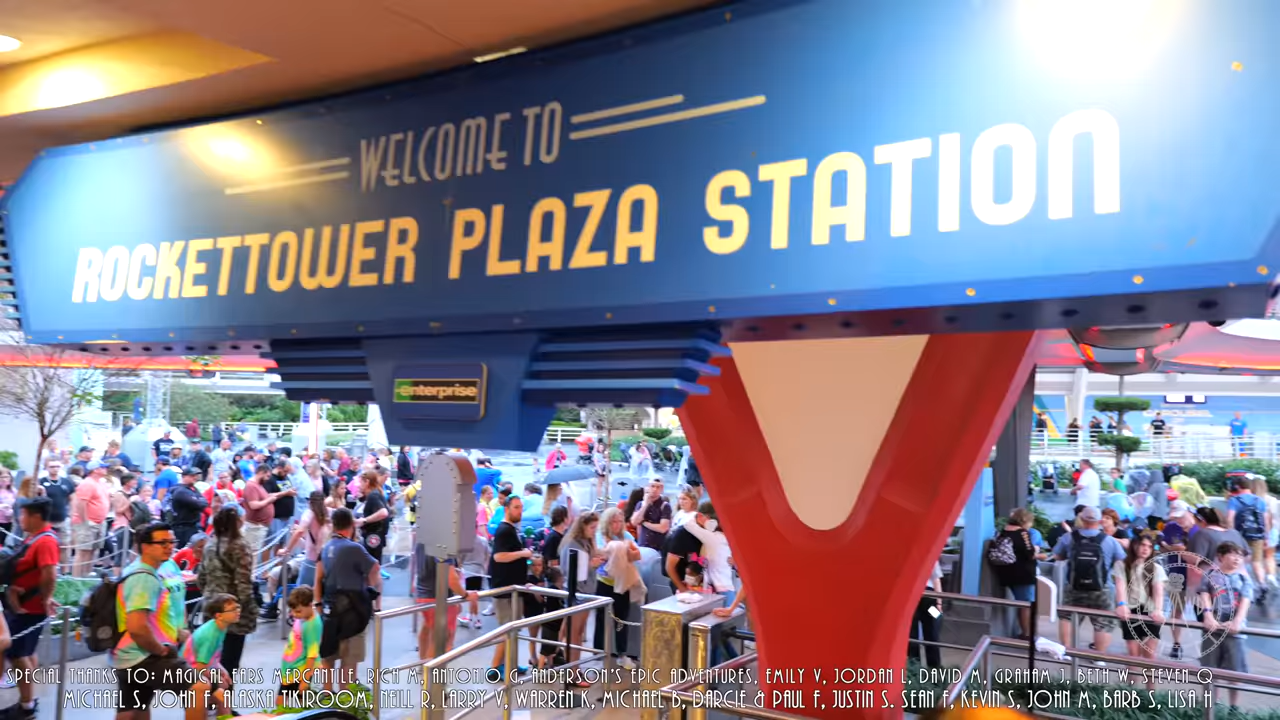 WELCOME TO
ROCKETTOWER PLAZA STATION
enterprise
SPECIAL THANKS TO: MAGICAL EARS MERCANTILE, RICH M, ANTONIO G, ANDERSON'S EPIC ADVENTURES, EMILY V, JORDAN L, DAVID M, GRAHAM J, BETH W, STEVEN Q
MICHAEL S, JOHN F, ALASKA TIKIROOM, NEILL R, LARRY V, WARREN K, MICHAEL B, DARCIE & PAUL F, JUSTIN S. SEAN F, KEVIN S, JOHN M, BARB S, LISA H